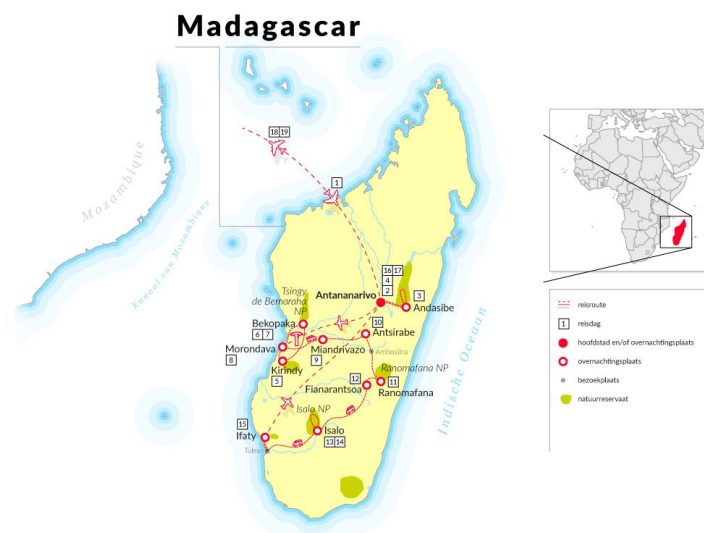 Madagascar
18 19
1
Mozambique
Kanaal van Mozambique
16 17
4
2
Antananarivo
3
Andasibe
Tsingy
de Bemaraha
NP
Bekopaka
6 7
Morondava
8
Kirindy
5
Miandrivazo
9
10
Antsirabe
Ambositra
Ranomafana NP
12
Fianarantsoa
11
Ranomafana
Isalo NP
15
Ifaty
Tulear
Isalo
13 14
Indische Oceaan
reisroute
1 reisdag
hoofdstad en/of overnachtingsplaats
overnachtingsplaats
bezoekplaats
natuurreservaat